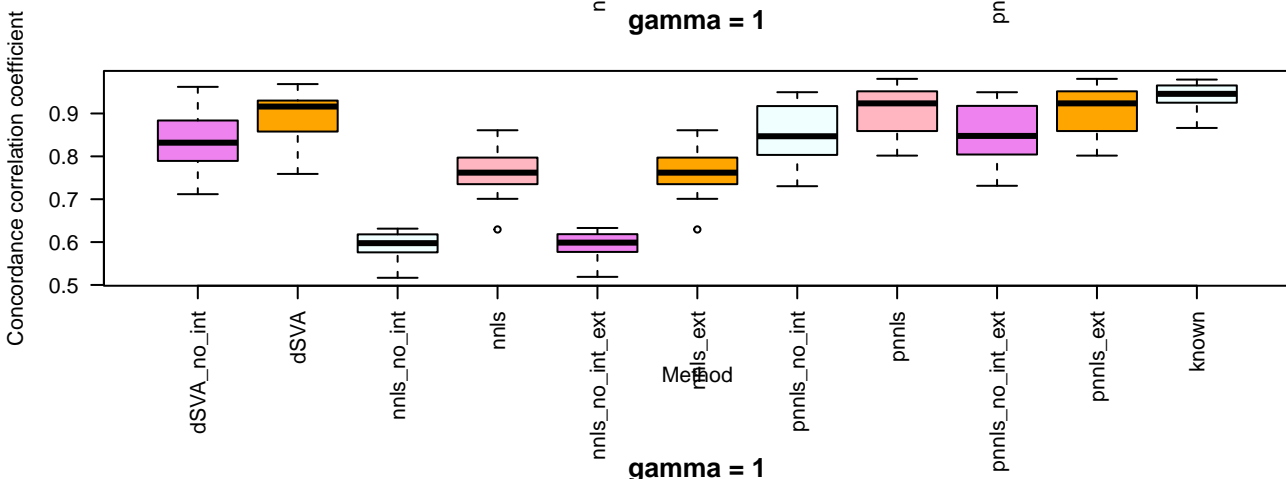 n
pn
gamma = 1
Concordance correlation coefficient
0.9
0.8
0.7
0.6
0.5
dSVA_no_int
dSVA
nnls_no_int
nnls
nnls_no_int_ext
nnls_ext
pnnls_no_int
pnnls
pnnls_no_int_ext
pnnls_ext
known
Method
gamma = 1